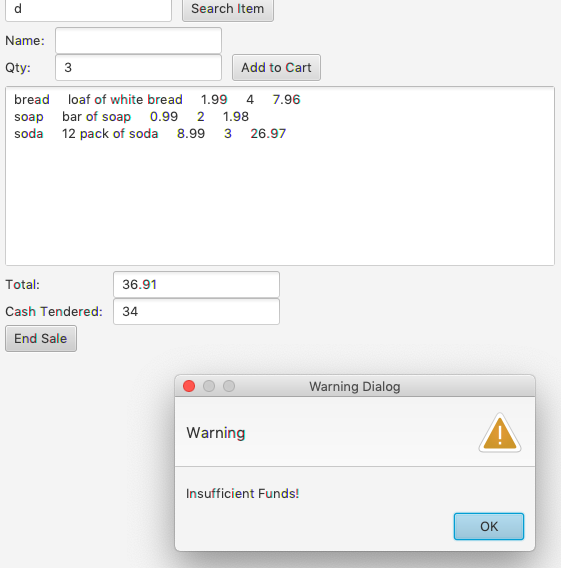 d Search Item
Name:
Qty: 3 Add to Cart
bread loaf of white bread 1.99 4 7.96
soap bar of soap 0.99 2 1.98
soda 12 pack of soda 8.99 3 26.97
Total: 36.91
Cash Tendered: 34
End Sale
Warning Dialog
Warning
Insufficient Funds!
OK